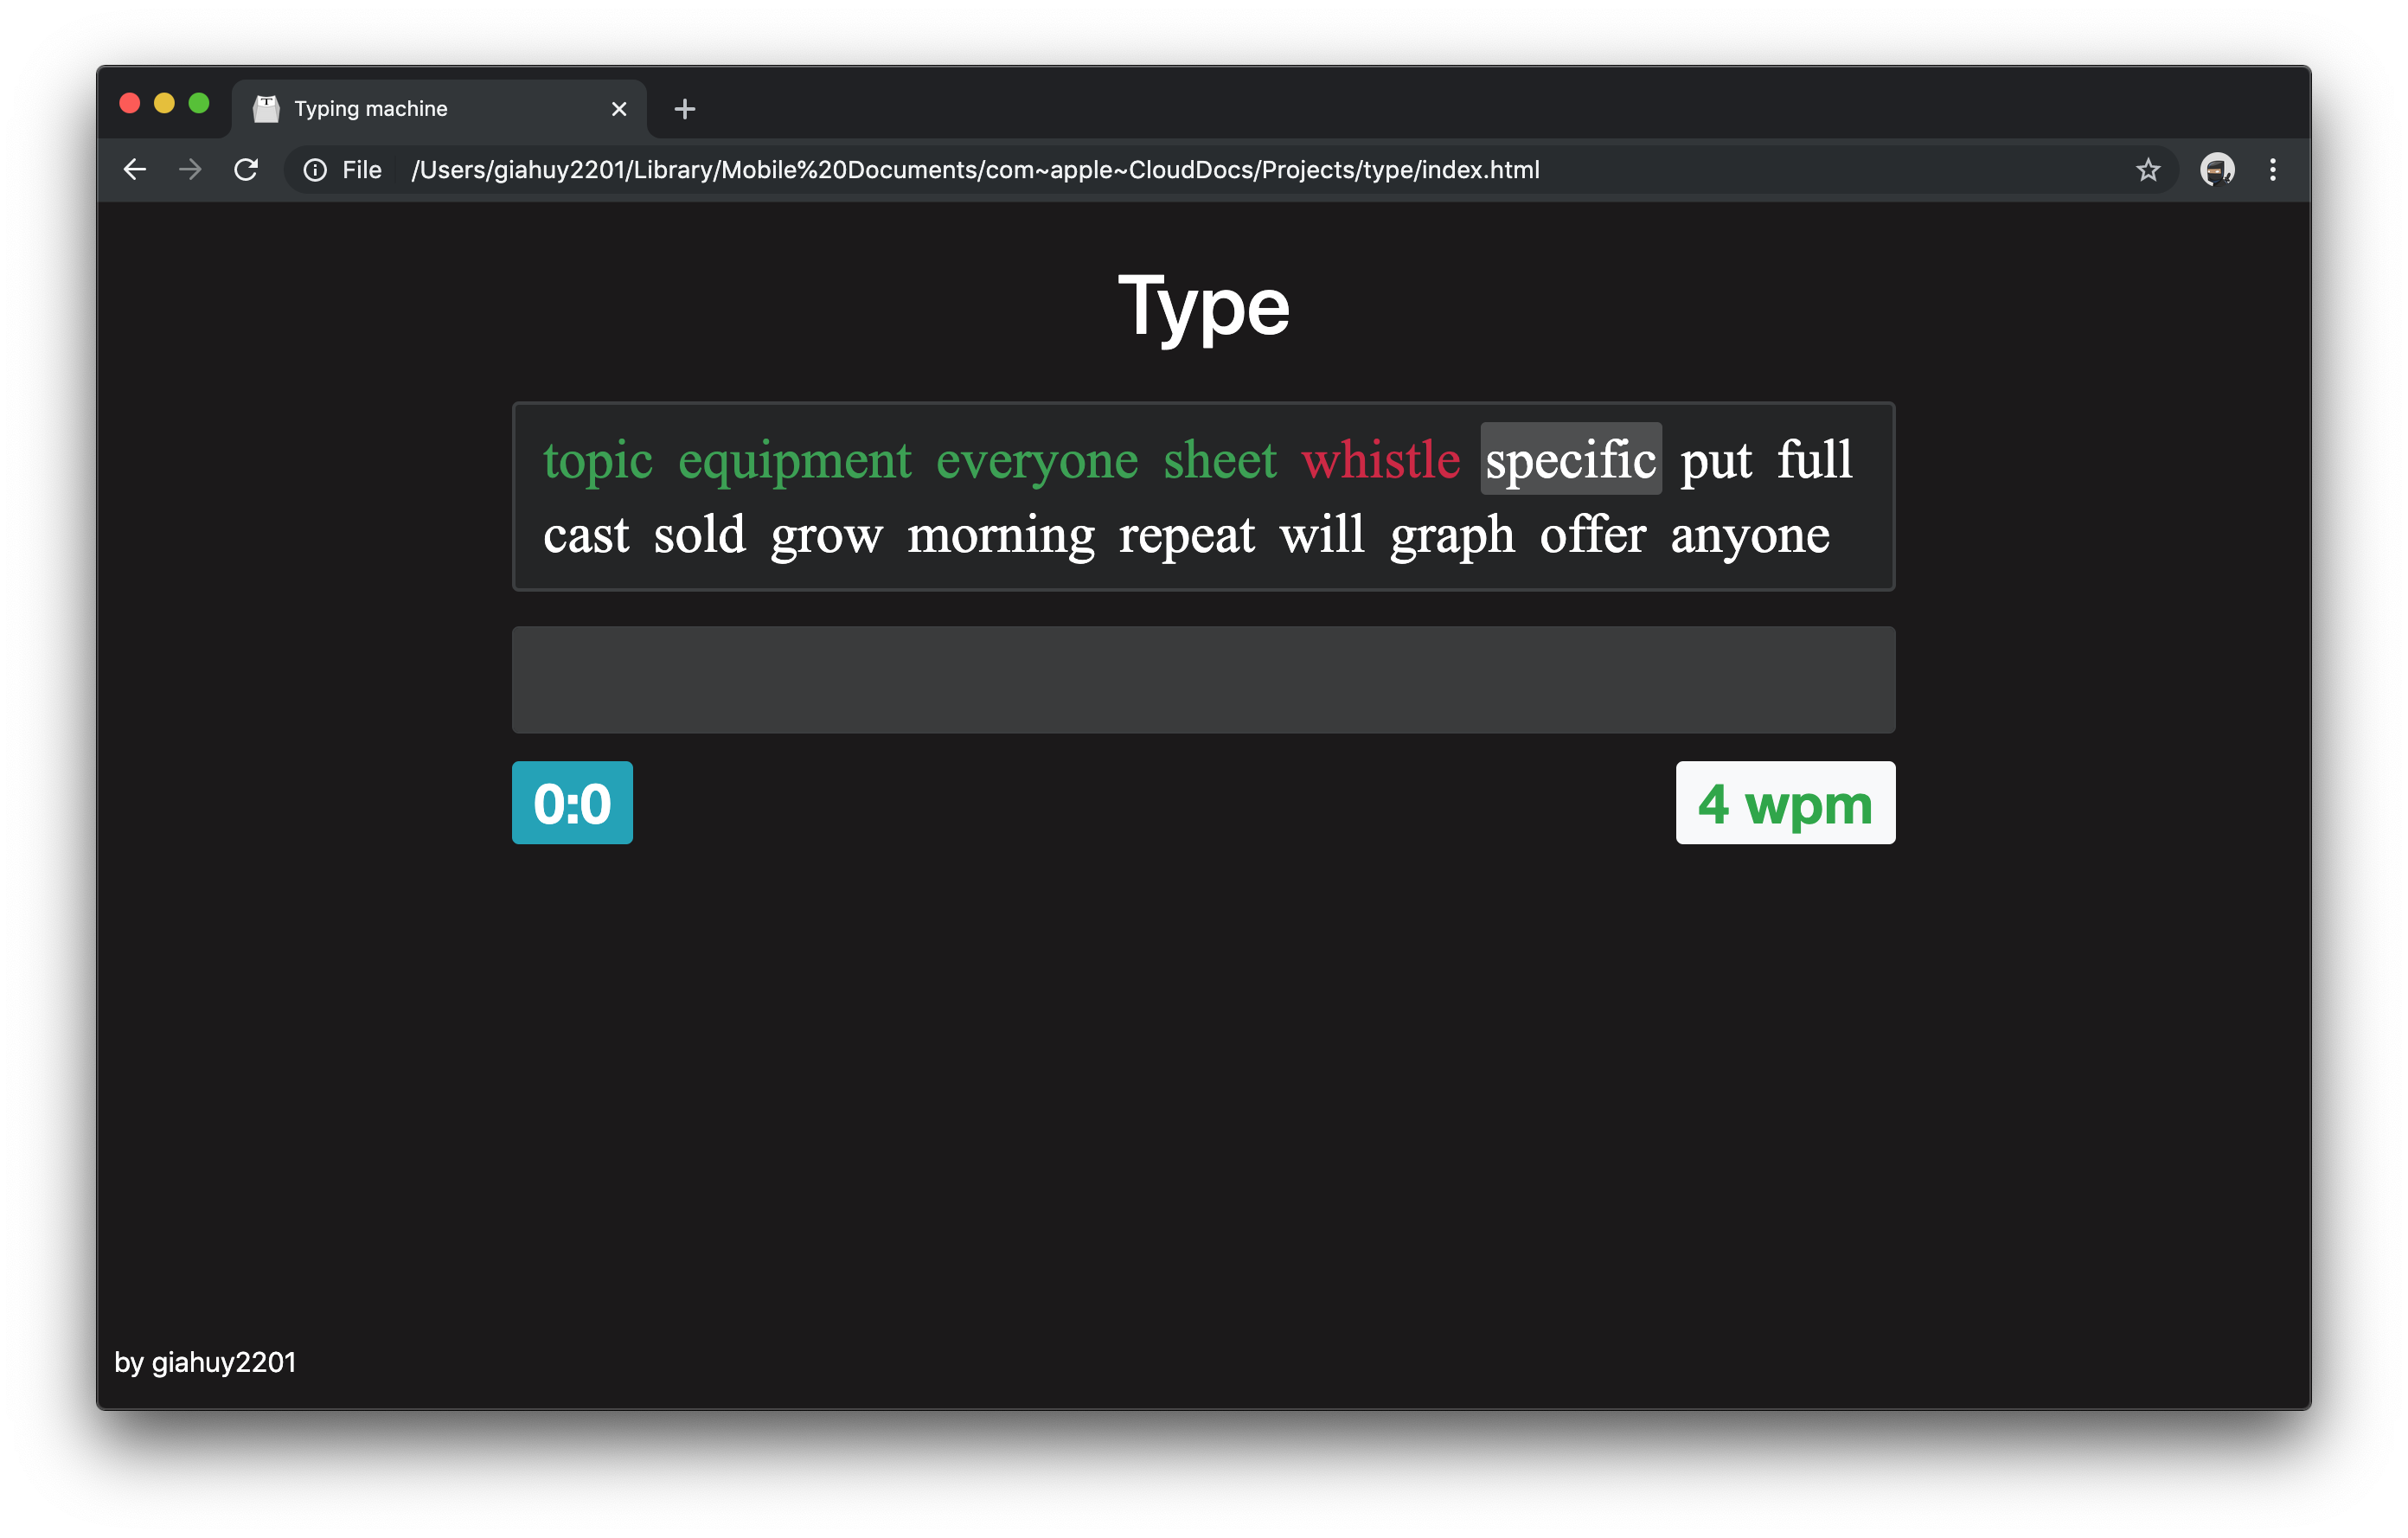 Typing machine
File /Users/giahuy2201/Library/Mobile%20Documents/com~apple~CloudDocs/Projects/type/index.html
Type
topic equipment everyone sheet whistle specific put full
cast sold grow morning repeat will graph offer anyone
0:0
4 wpm
by giahuy2201